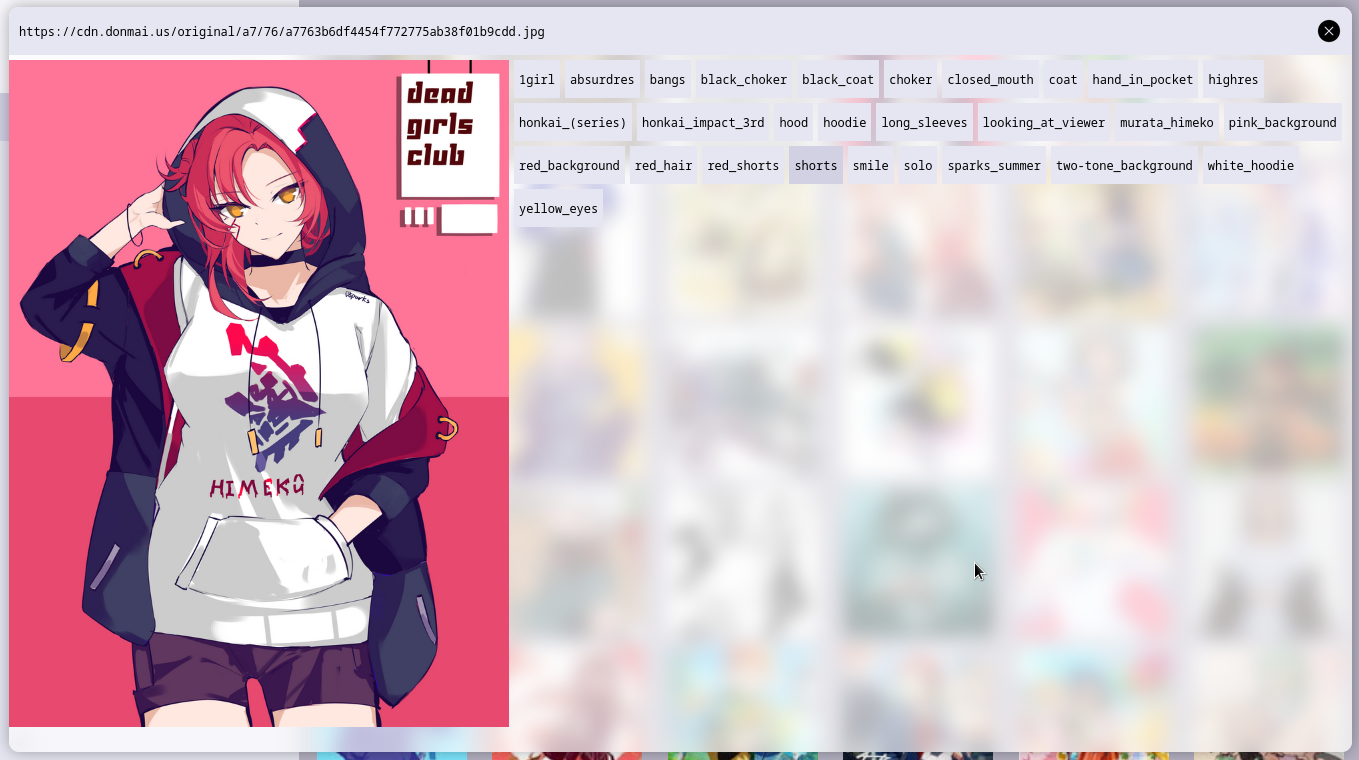 https://cdn.donmai.us/original/a7/76/a7763b6df4454f772775ab38f01b9cdd.jpg
dead
girls
club
Vsparks
HIMEKO
1girl absurdres bangs black_choker black_coat choker closed_mouth coat hand_in_pocket highres
honkai_(series) honkai_impact_3rd hood hoodie long_sleeves looking_at_viewer murata_himeko pink_background
red_background red_hair red_shorts shorts smile solo sparks_summer two-tone_background white_hoodie
yellow_eyes